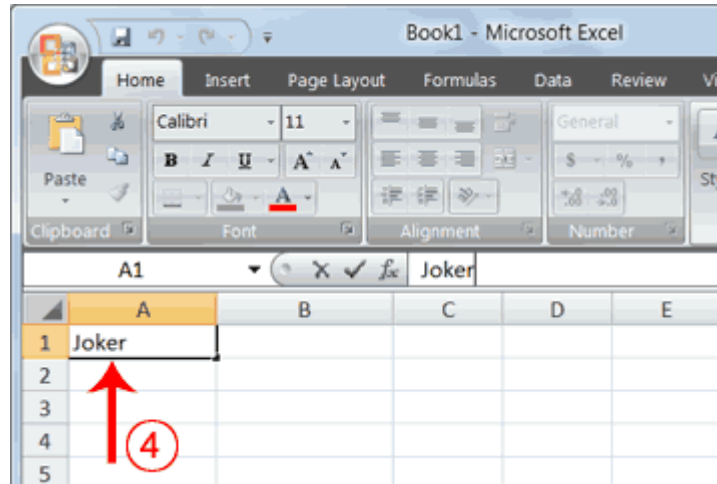 Book1 - Microsoft Excel
Home Insert Page Layout Formulas Data Review
Calibri 11 General
B I U A A A $ % ,
Paste
Clipboard Font Alignment Number
A1 fx Joker
A B C D E
1 Joker
2
3
4
5
④